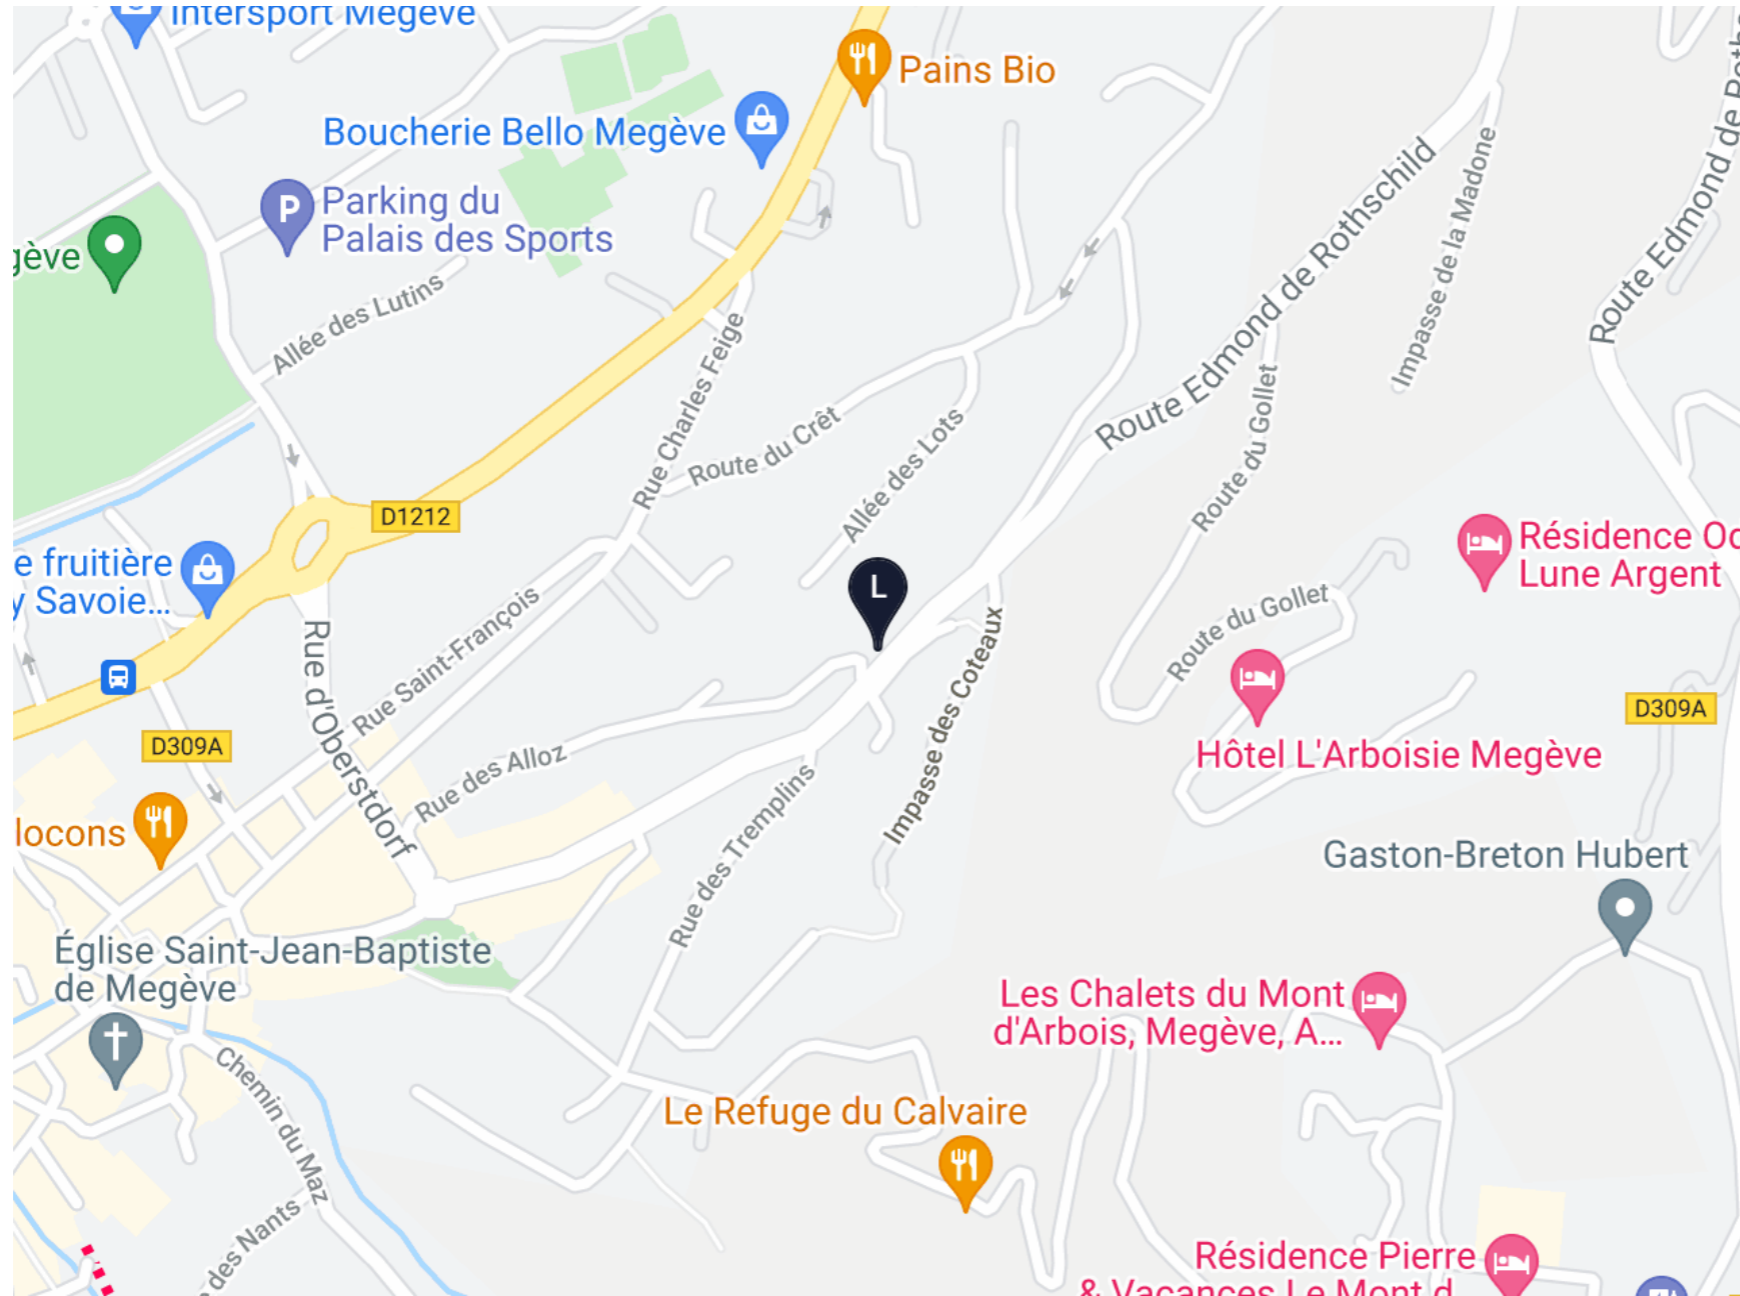 Intersport Megève
Pains Bio
Boucherie Bello Megève
Parking du
Palais des Sports
gève
Allée des Lutins
Rue Charles Feige
Route du Crêt
Allée des Lots
Route Edmond de Rothschild
Impasse de la Madone
Route Edmond de Roth
Route du Gollet
D1212
L
e fruitière
y Savoie...
Résidence Oc
Lune Argent
Route du Gollet
Rue Saint-François
Rue d'Oberstdorf
Impasse des Coteaux
D309A
D309A
Hôtel L'Arboisie Megève
Rue des Alloz
Rue des Tremplins
locons
Gaston-Breton Hubert
Église Saint-Jean-Baptiste
de Megève
Les Chalets du Mont
d'Arbois, Megève, A...
Chemin du Maz
Le Refuge du Calvaire
des Nants
Résidence Pierre
& Vacances Le Mont d